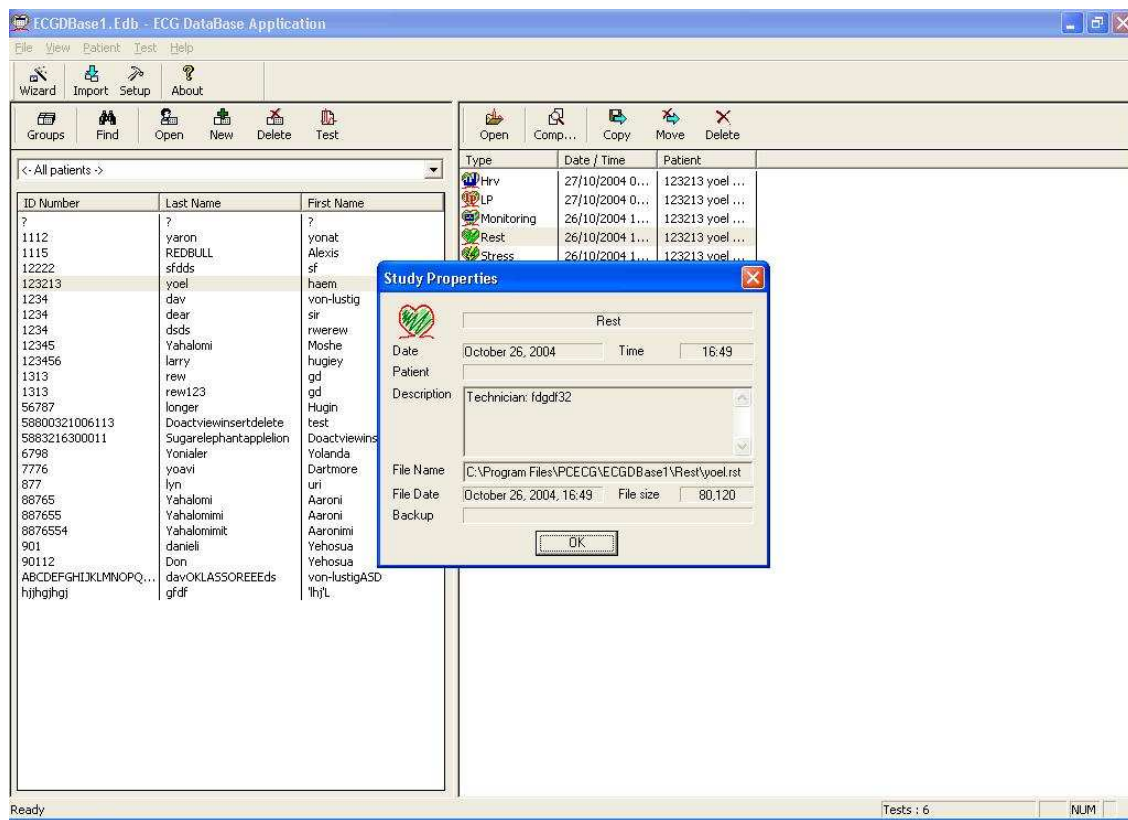 ECGDBase1.Edb - ECG DataBase Application
File View Patient Test Help
Wizard Import Setup About
Groups Find Open New Delete Test
Open Comp... Copy Move Delete
<- All patients ->
ID Number Last Name First Name
? ? ?
1112 yaron yonat
1115 REDBULL Alexis
12222 sfdds sf
123213 yoel haem
1234 dav von-lustig
1234 dear sir
1234 dsds rwerew
12345 Yahalomi Moshe
123456 larry hugiey
1313 rew gd
1313 rew123 gd
56787 longer Hugin
58800321006113 Doactviewinsertdelete test
5883216300011 Sugarelephantapplelion Doactviewins
6798 Yonialer Yolanda
7776 yoavi Dartmore
877 lyn uri
88765 Yahalomi Aaroni
887655 Yahalomimi Aaroni
8876554 Yahalomimit Aaronimi
901 danieli Yehosua
90112 Don Yehosua
ABCDEFGHIJKLMNOPQ... davOKLASSOREEEds von-lustigASD
hjjhgjhgj gfdf 'lhj'L
Type Date / Time Patient
Hrv 27/10/2004 0... 123213 yoel ...
LP 27/10/2004 0... 123213 yoel ...
Monitoring 26/10/2004 1... 123213 yoel ...
Rest 26/10/2004 1... 123213 yoel ...
Stress 26/10/2004 1... 123213 yoel ...
Study Properties
Rest
Date October 26, 2004 Time 16:49
Patient
Description Technician: fdgdf32
File Name C:\Program Files\PCECG\ECGDBase1\Rest\yoel.rst
File Date October 26, 2004, 16:49 File size 80,120
Backup
OK
Ready Tests : 6 NUM